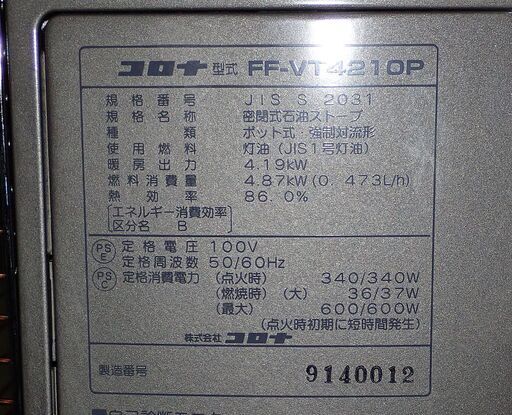 コロナ 型式 FF-VT4210P
規格番号 JIS S 2031
規格名称 密閉式石油ストーブ
種類 ポット式・強制対流形
使用燃料 灯油(JIS1号灯油)
暖房出力 4.19kW
燃料消費量 4.87kW(0.473L/h)
熱効率 86.0%
エネルギー消費効率
区分名 B
PSE 定格電圧 100V
定格周波数 50/60Hz
PSC 定格消費電力 (点火時) 340/340W
(燃焼時)(大) 36/37W
(最大) 600/600W
(点火時初期に短時間発生)
株式会社 コロナ
製造番号 9140012